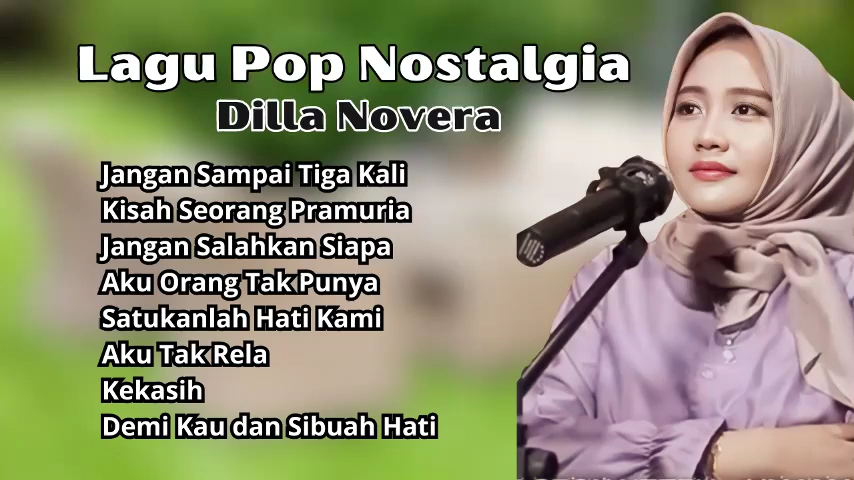 Lagu Pop Nostalgia
Dilla Novera
Jangan Sampai Tiga Kali
Kisah Seorang Pramuria
Jangan Salahkan Siapa
Aku Orang Tak Punya
Satukanlah Hati Kami
Aku Tak Rela
Kekasih
Demi Kau dan Sibuah Hati